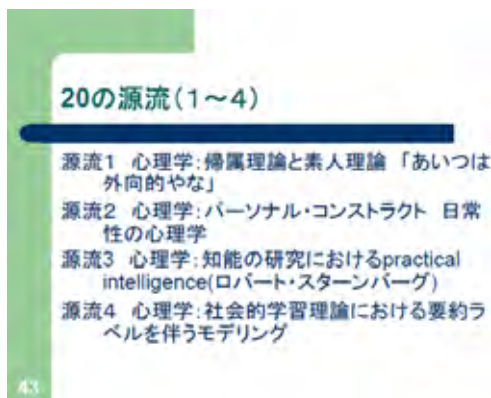 20の源流(1～4)
源流1 心理学:帰属理論と素人理論 「あいつは
外向的やな」
源流2 心理学:パーソナル・コンストラクト 日常
性の心理学
源流3 心理学:知能の研究におけるpractical
intelligence(ロバート・スターンバーグ)
源流4 心理学:社会的学習理論における要約ラ
ベルを伴うモデリング
43